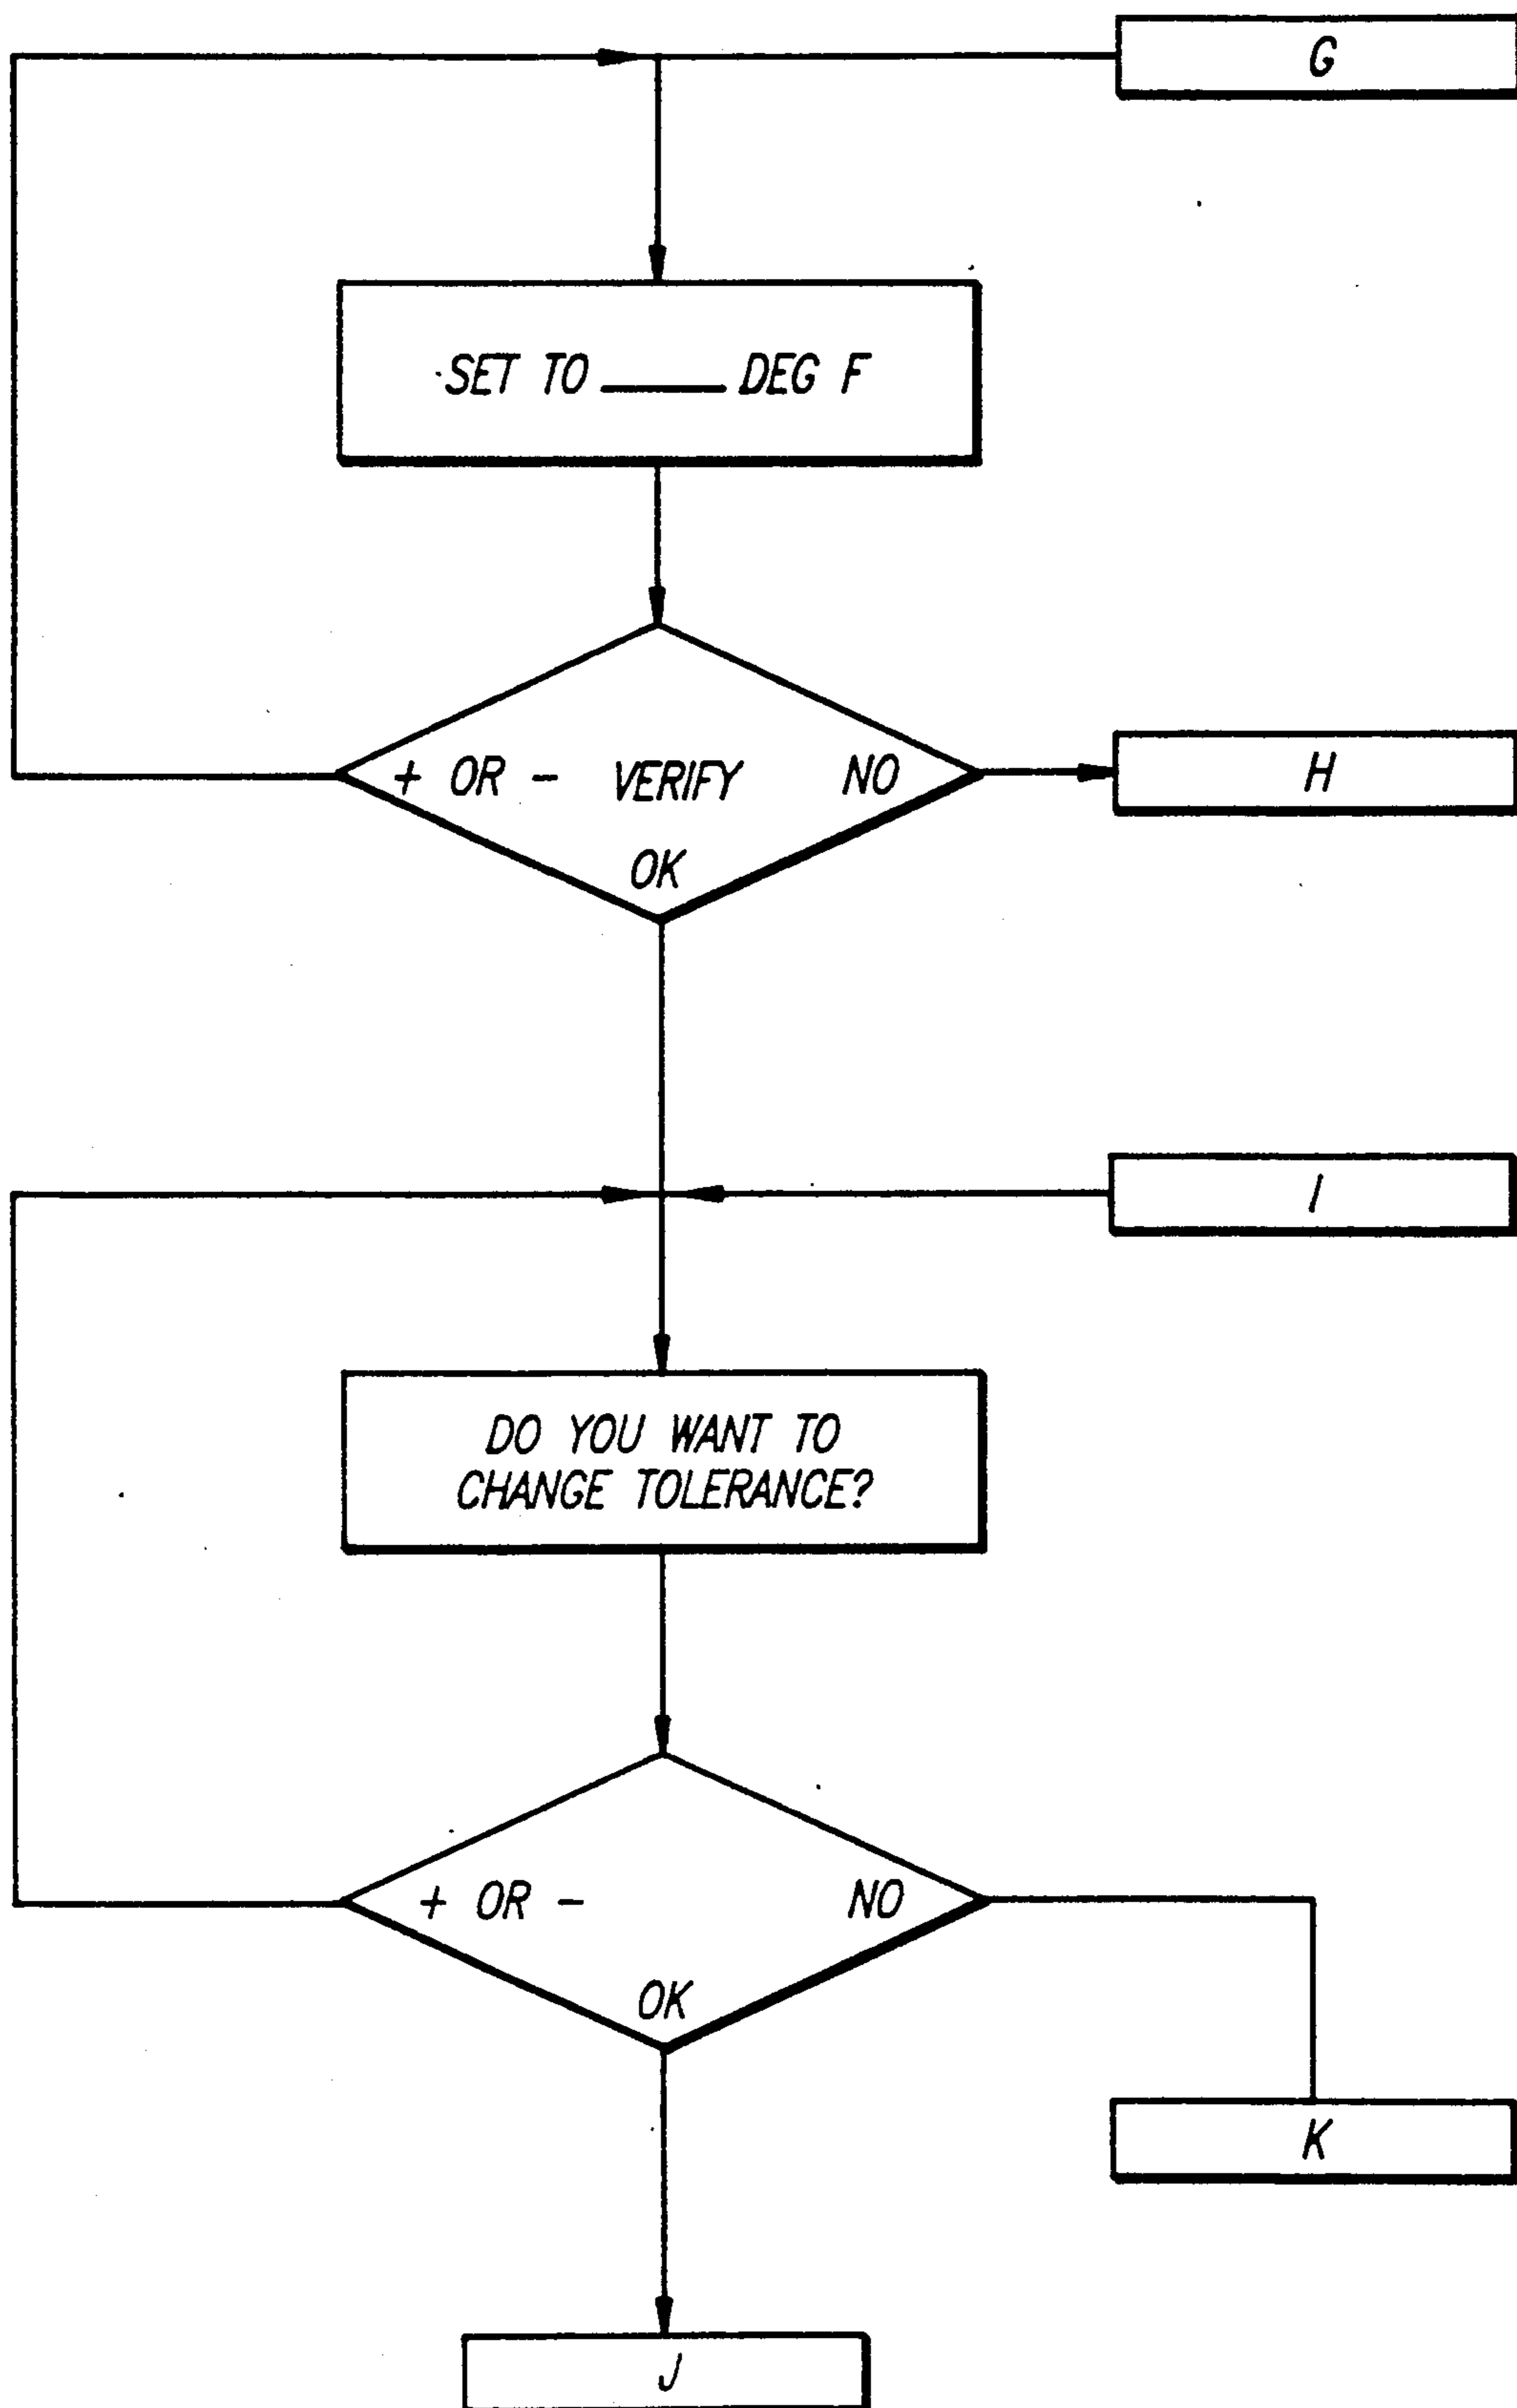 G
SET TO ____ DEG F
+ OR - VERIFY NO
OK
H
I
DO YOU WANT TO
CHANGE TOLERANCE?
+ OR - NO
OK
K
J